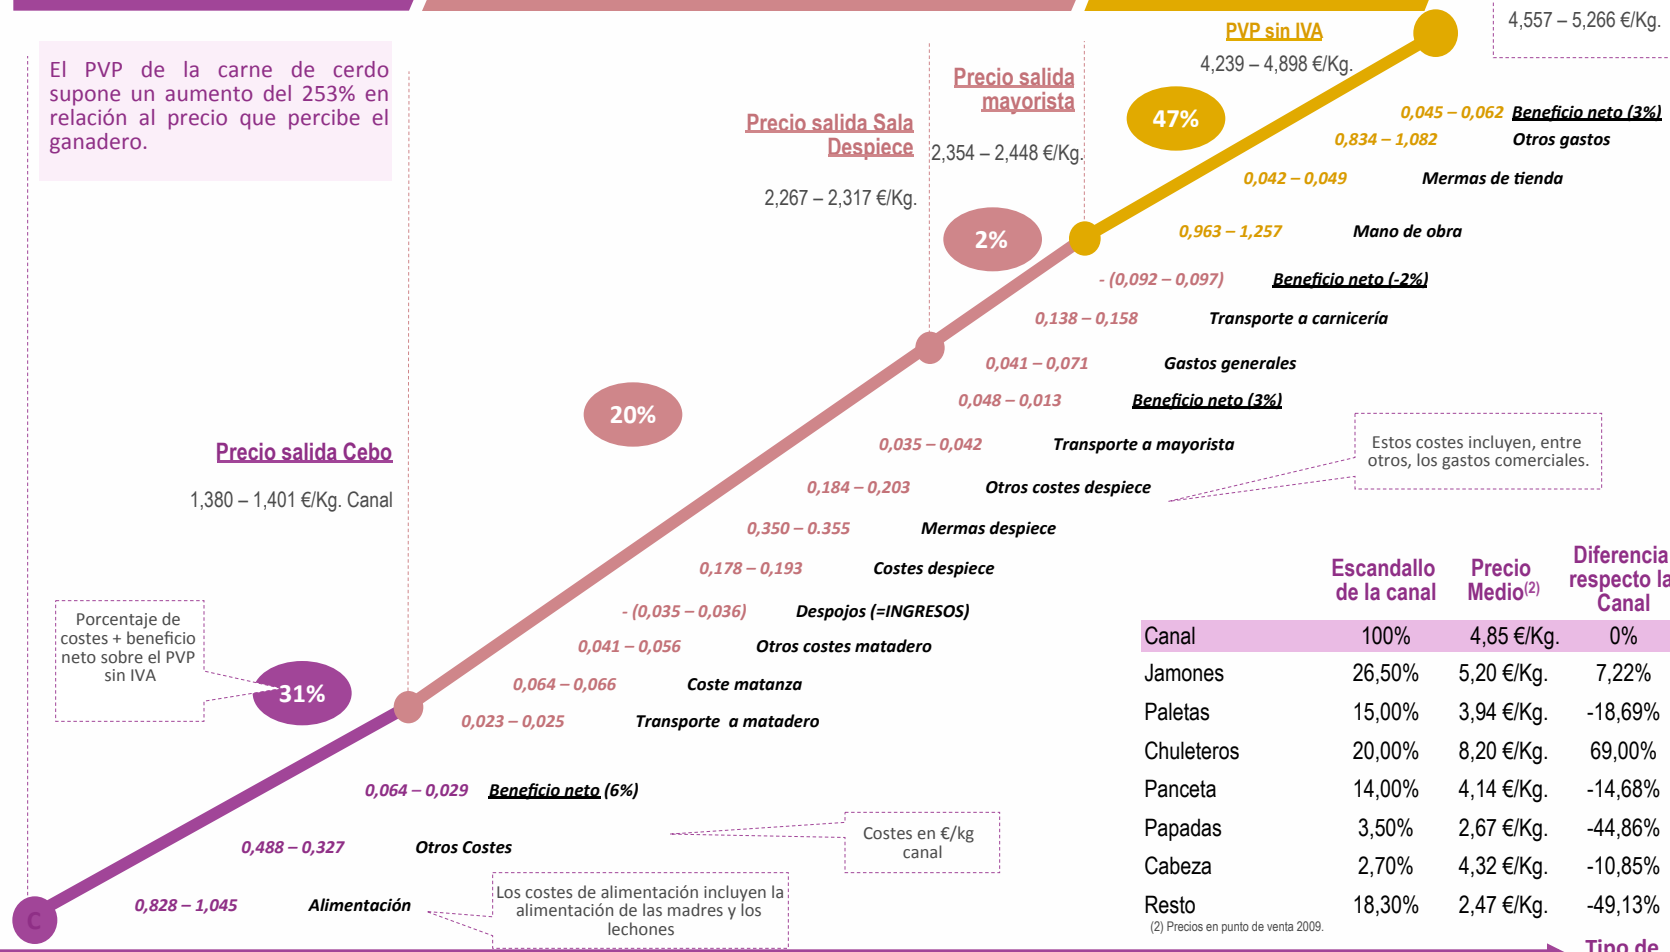 4,557 – 5,266 €/Kg.
PVP sin IVA
4,239 – 4,898 €/Kg.
El PVP de la carne de cerdo
supone un aumento del 253% en
relación al precio que percibe el
ganadero.
Precio salida
mayorista
2,354 – 2,448 €/Kg.
47%
0,045 – 0,062 Beneficio neto (3%)
0,834 – 1,082 Otros gastos
Precio salida Sala
Despiece
2,267 – 2,317 €/Kg.
0,042 – 0,049 Mermas de tienda
2%
0,963 – 1,257 Mano de obra
- (0,092 – 0,097) Beneficio neto (-2%)
0,138 – 0,158 Transporte a carnicería
0,041 – 0,071 Gastos generales
20%
0,048 – 0,013 Beneficio neto (3%)
0,035 – 0,042 Transporte a mayorista
Estos costes incluyen, entre
otros, los gastos comerciales.
Precio salida Cebo
1,380 – 1,401 €/Kg. Canal
0,184 – 0,203 Otros costes despiece
0,350 – 0.355 Mermas despiece
0,178 – 0,193 Costes despiece
- (0,035 – 0,036) Despojos (=INGRESOS)
0,041 – 0,056 Otros costes matadero
0,064 – 0,066 Coste matanza
0,023 – 0,025 Transporte a matadero
Porcentaje de
costes + beneficio
neto sobre el PVP
sin IVA
31%
0,064 – 0,029 Beneficio neto (6%)
0,488 – 0,327 Otros Costes
Costes en €/kg
canal
0,828 – 1,045 Alimentación
Los costes de alimentación incluyen la
alimentación de las madres y los
lechones
C
Escandallo
de la canal
Precio
Medio(2)
Diferencia
respecto la
Canal
Canal 100% 4,85 €/Kg. 0%
Jamones 26,50% 5,20 €/Kg. 7,22%
Paletas 15,00% 3,94 €/Kg. -18,69%
Chuleteros 20,00% 8,20 €/Kg. 69,00%
Panceta 14,00% 4,14 €/Kg. -14,68%
Papadas 3,50% 2,67 €/Kg. -44,86%
Cabeza 2,70% 4,32 €/Kg. -10,85%
Resto 18,30% 2,47 €/Kg. -49,13%
(2) Precios en punto de venta 2009.
Tipo de